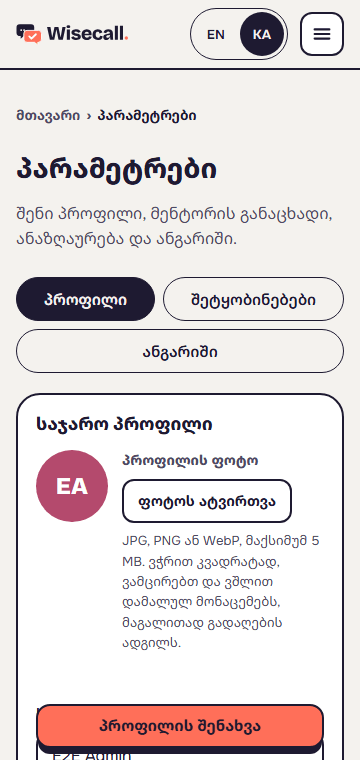 Wisecall.
EN KA
მთავარი › პარამეტრები
პარამეტრები
შენი პროფილი, მენტორის განაცხადი,
ანაზღაურება და ანგარიში.
პროფილი შეტყობინებები
ანგარიში
საჯარო პროფილი
EA
პროფილის ფოტო
ფოტოს ატვირთვა
JPG, PNG ან WebP, მაქსიმუმ 5
MB. ვჭრით კვადრატად,
ვამცირებთ და ვშლით
დამალულ მონაცემებს,
მაგალითად გადაღების
ადგილს.
პროფილის შენახვა
E2E Admin